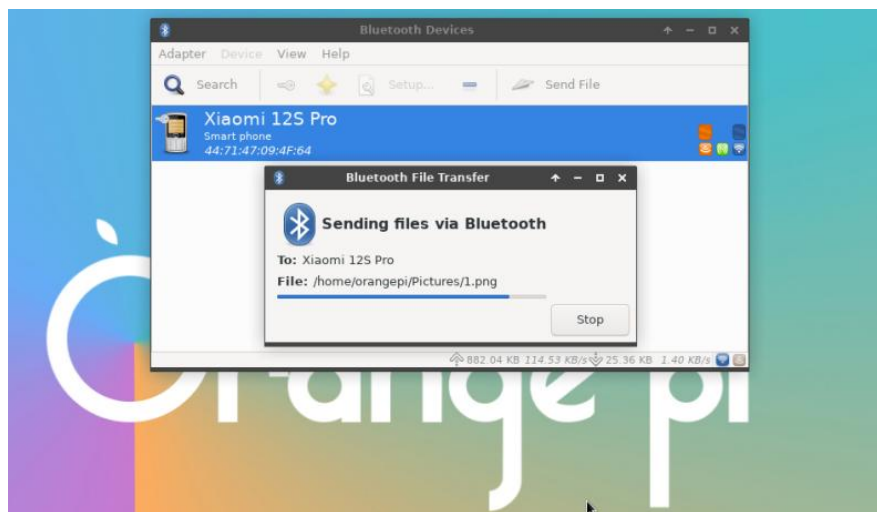 Bluetooth Devices
Adapter Device View Help
Search Setup... Send File
Xiaomi 12S Pro
Smart phone
44:71:47:09:4F:64
Bluetooth File Transfer
Sending files via Bluetooth
To: Xiaomi 12S Pro
File: /home/orangepi/Pictures/1.png
Stop
882.04 KB 114.53 KB/s 25.36 KB 1.40 KB/s
Orange pi